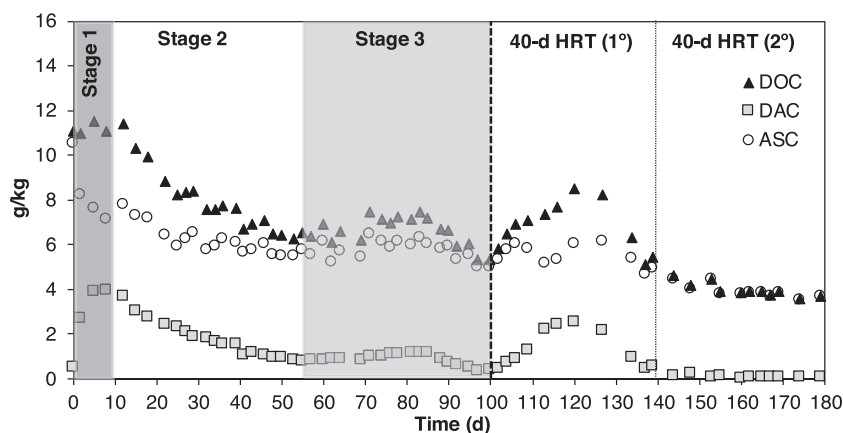 16
14
12
10
8
6
4
2
0
g/kg
Stage 1
Stage 2
Stage 3
40-d HRT (1º)
40-d HRT (2º)
DOC
DAC
ASC
0 10 20 30 40 50 60 70 80 90 100 110 120 130 140 150 160 170 180
Time (d)